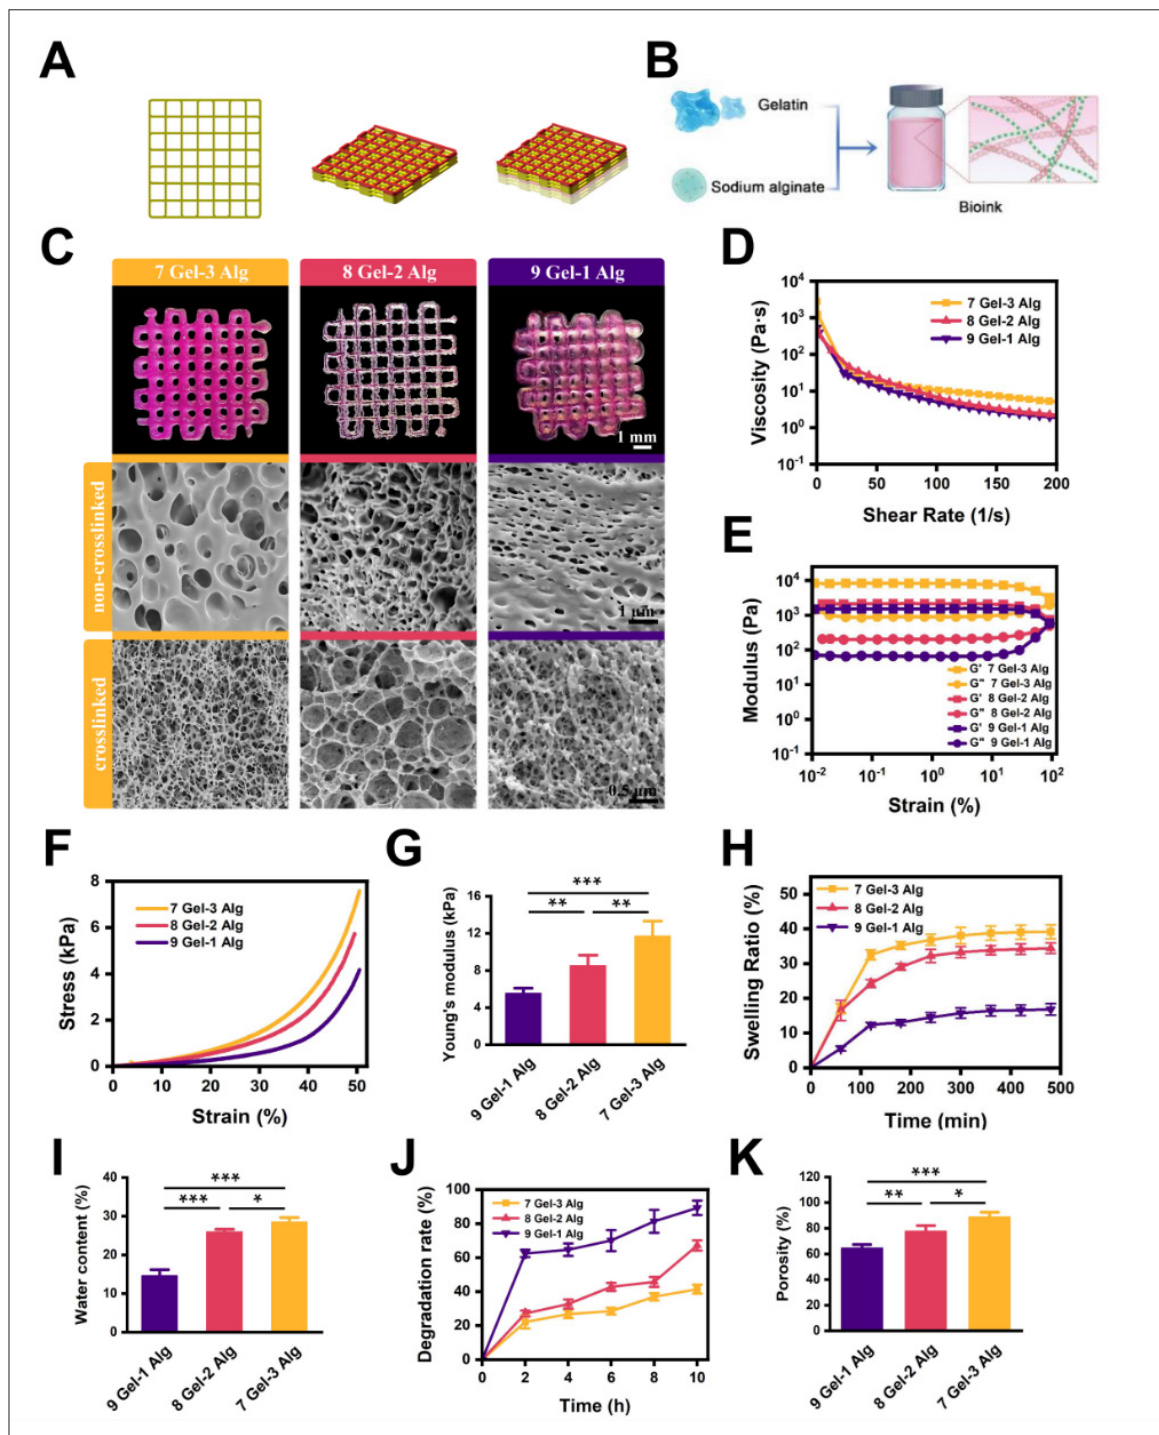 A
B
Gelatin
Sodium alginate
Bioink
C
7 Gel-3 Alg
8 Gel-2 Alg
9 Gel-1 Alg
1 mm
non-crosslinked
1 μm
crosslinked
0.5 μm
D
Viscosity (Pa·s)
10⁴
10³
10²
10¹
10⁰
10⁻¹
7 Gel-3 Alg
8 Gel-2 Alg
9 Gel-1 Alg
0 50 100 150 200
Shear Rate (1/s)
E
Modulus (Pa)
10⁴
10³
10²
10¹
10⁰
10⁻¹
G' 7 Gel-3 Alg
G'' 7 Gel-3 Alg
G' 8 Gel-2 Alg
G'' 8 Gel-2 Alg
G' 9 Gel-1 Alg
G'' 9 Gel-1 Alg
10⁻² 10⁻¹ 10⁰ 10¹ 10²
Strain (%)
F
Stress (kPa)
8
6
4
2
0
7 Gel-3 Alg
8 Gel-2 Alg
9 Gel-1 Alg
0 10 20 30 40 50
Strain (%)
G
Young's modulus (kPa)
16
12
8
4
0
***
** **
9 Gel-1 Alg
8 Gel-2 Alg
7 Gel-3 Alg
H
Swelling Ratio (%)
50
40
30
20
10
0
7 Gel-3 Alg
8 Gel-2 Alg
9 Gel-1 Alg
0 100 200 300 400 500
Time (min)
I
Water content (%)
40
30
20
10
0
***
*** *
9 Gel-1 Alg
8 Gel-2 Alg
7 Gel-3 Alg
J
Degradation rate (%)
100
80
60
40
20
0
7 Gel-3 Alg
8 Gel-2 Alg
9 Gel-1 Alg
0 2 4 6 8 10
Time (h)
K
Porosity (%)
120
100
80
60
40
20
0
***
** *
9 Gel-1 Alg
8 Gel-2 Alg
7 Gel-3 Alg